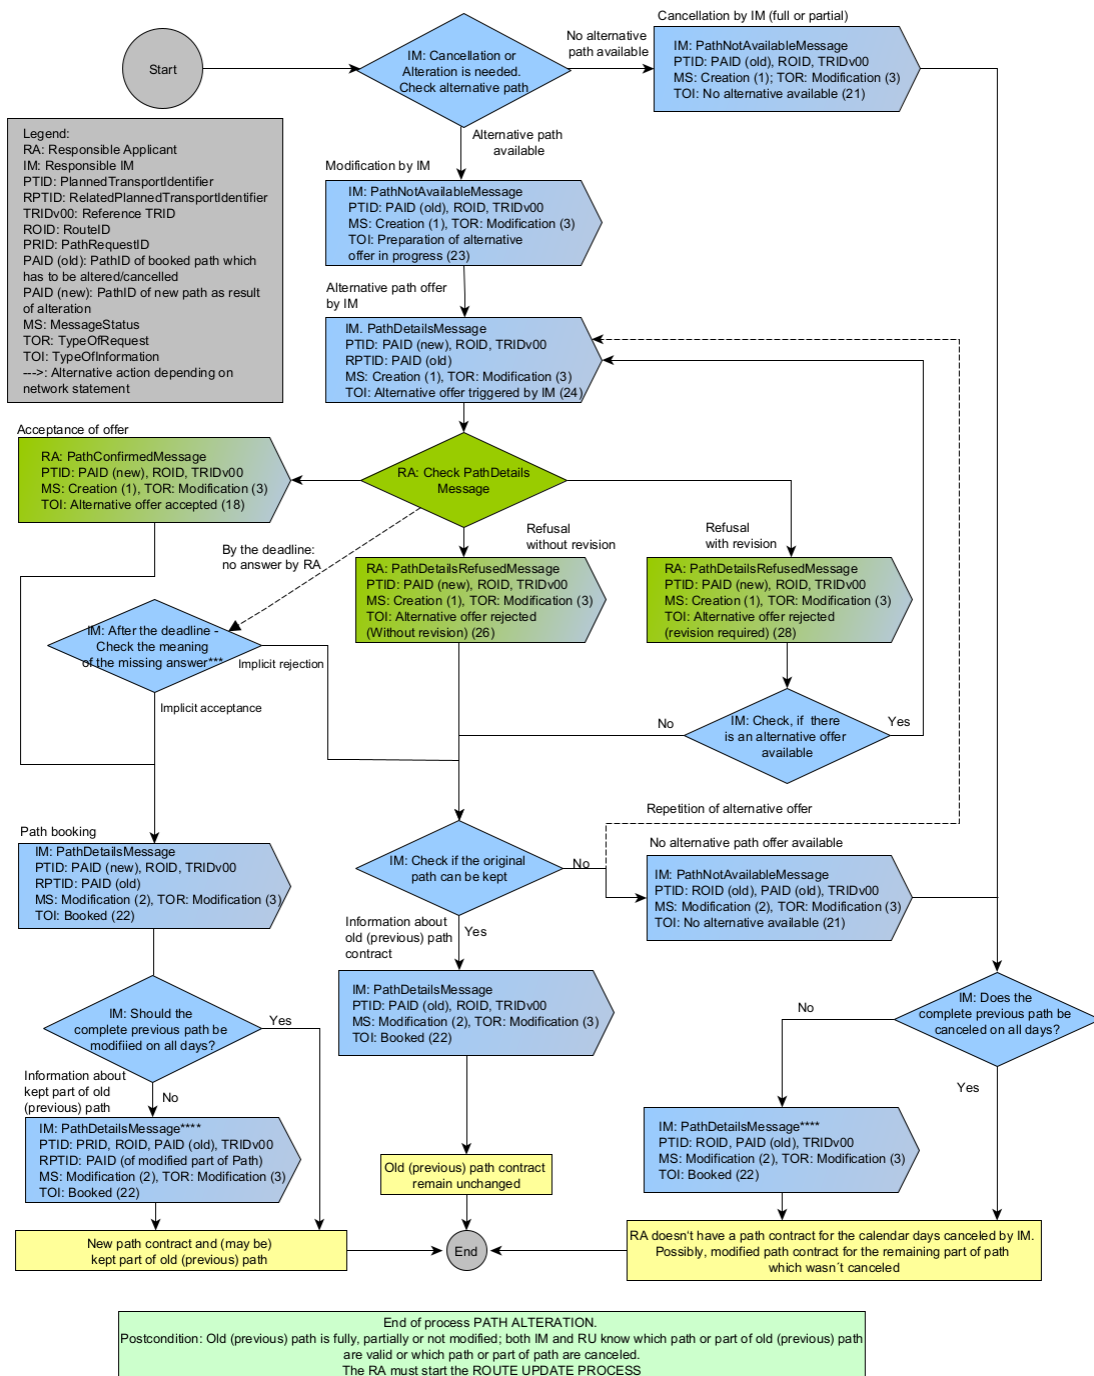 Cancellation by IM (full or partial)
Start
IM: Cancellation or
Alteration is needed.
Check alternative path
No alternative
path available
IM: PathNotAvailableMessage
PTID: PAID (old), ROID, TRIDv00
MS: Creation (1); TOR: Modification (3)
TOI: No alternative available (21)
Legend:
RA: Responsible Applicant
IM: Responsible IM
PTID: PlannedTransportIdentifier
RPTID: RelatedPlannedTransportIdentifier
TRIDv00: Reference TRID
ROID: RouteID
PRID: PathRequestID
PAID (old): PathID of booked path which
has to be altered/cancelled
PAID (new): PathID of new path as result
of alteration
MS: MessageStatus
TOR: TypeOfRequest
TOI: TypeOfInformation
--->: Alternative action depending on
network statement
Alternative path
available
Modification by IM
IM: PathNotAvailableMessage
PTID: PAID (old), ROID, TRIDv00
MS: Creation (1), TOR: Modification (3)
TOI: Preparation of alternative
offer in progress (23)
Alternative path offer
by IM
IM. PathDetailsMessage
PTID: PAID (new), ROID, TRIDv00
RPTID: PAID (old)
MS: Creation (1), TOR: Modification (3)
TOI: Alternative offer triggered by IM (24)
Acceptance of offer
RA: PathConfirmedMessage
PTID: PAID (new), ROID, TRIDv00
MS: Creation (1), TOR: Modification (3)
TOI: Alternative offer accepted (18)
RA: Check PathDetails
Message
By the deadline:
no answer by RA
Refusal
without revision
Refusal
with revision
RA: PathDetailsRefusedMessage
PTID: PAID (new), ROID, TRIDv00
MS: Creation (1), TOR: Modification (3)
TOI: Alternative offer rejected
(Without revision) (26)
RA: PathDetailsRefusedMessage
PTID: PAID (new), ROID, TRIDv00
MS: Creation (1), TOR: Modification (3)
TOI: Alternative offer rejected
(revision required) (28)
IM: After the deadline -
Check the meaning
of the missing answer***
Implicit rejection
Implicit acceptance
No
IM: Check, if there
is an alternative offer
available
Yes
Repetition of alternative offer
Path booking
IM: PathDetailsMessage
PTID: PAID (new), ROID, TRIDv00
RPTID: PAID (old)
MS: Modification (2), TOR: Modification (3)
TOI: Booked (22)
IM: Check if the original
path can be kept
No
No alternative path offer available
IM: PathNotAvailableMessage
PTID: ROID (old), PAID (old), TRIDv00
MS: Modification (2), TOR: Modification (3)
TOI: No alternative available (21)
Information about
old (previous) path
contract
Yes
IM: PathDetailsMessage
PTID: PAID (old), ROID, TRIDv00
MS: Modification (2), TOR: Modification (3)
TOI: Booked (22)
IM: Should the
complete previous path be
modifiied on all days?
Yes
No
IM: Does the
complete previous path be
canceled on all days?
No
Yes
Information about
kept part of old
(previous) path
IM: PathDetailsMessage****
PTID: PRID, ROID, PAID (old), TRIDv00
RPTID: PAID (of modified part of Path)
MS: Modification (2), TOR: Modification (3)
TOI: Booked (22)
IM: PathDetailsMessage****
PTID: ROID, PAID (old), TRIDv00
MS: Modification (2), TOR: Modification (3)
TOI: Booked (22)
Old (previous) path contract
remain unchanged
New path contract and (may be)
kept part of old (previous) path
End
RA doesn't have a path contract for the calendar days canceled by IM.
Possibly, modified path contract for the remaining part of path
which wasn´t canceled
End of process PATH ALTERATION.
Postcondition: Old (previous) path is fully, partially or not modified; both IM and RU know which path or part of old (previous) path
are valid or which path or part of path are canceled.
The RA must start the ROUTE UPDATE PROCESS